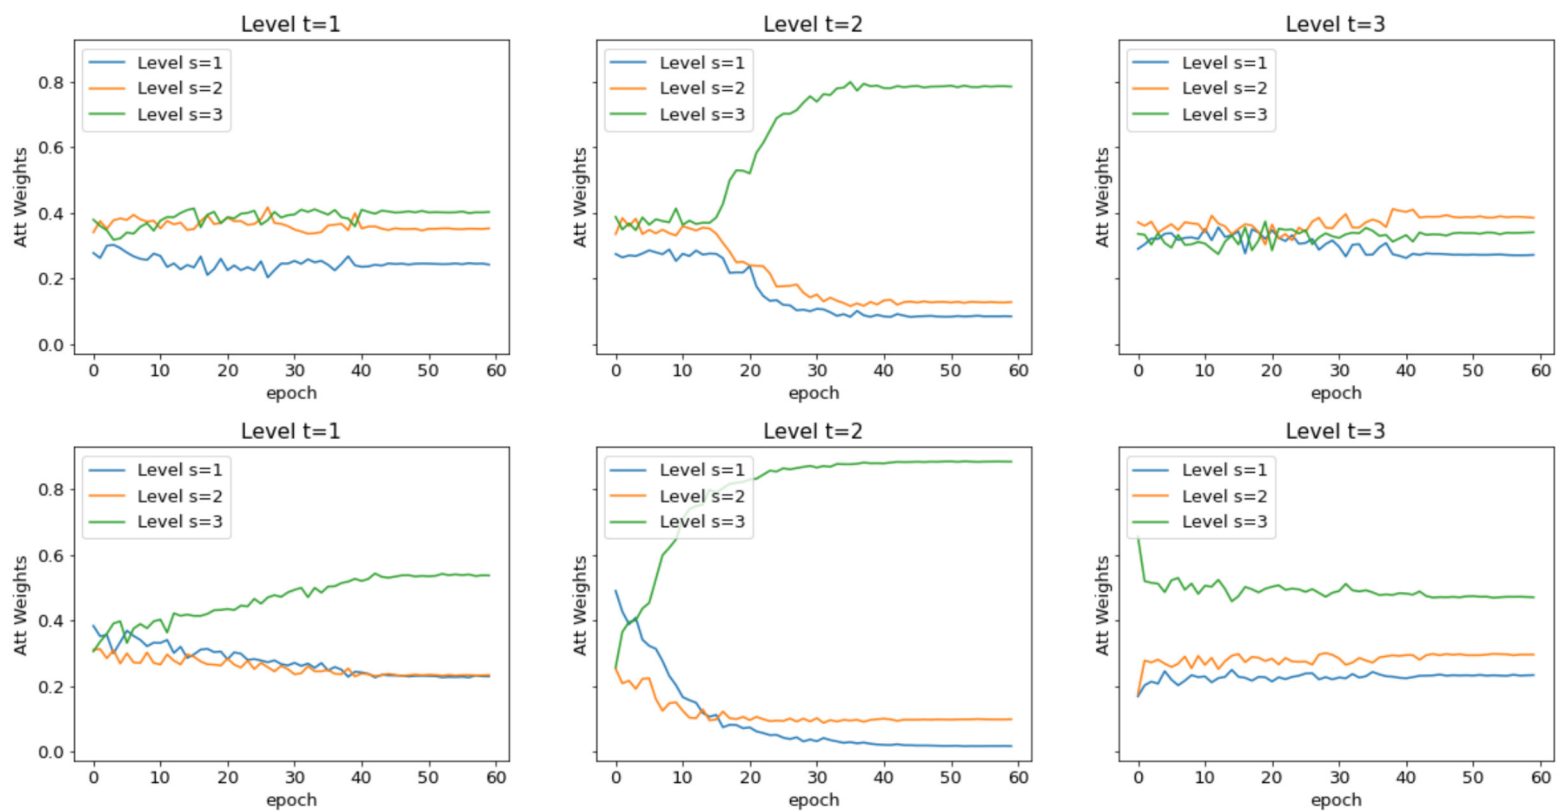 Level t=1
Level s=1
Level s=2
Level s=3
Att Weights
0.8
0.6
0.4
0.2
0.0
0 10 20 30 40 50 60
epoch
Level t=2
Level s=1
Level s=2
Level s=3
Att Weights
0 10 20 30 40 50 60
epoch
Level t=3
Level s=1
Level s=2
Level s=3
Att Weights
0 10 20 30 40 50 60
epoch
Level t=1
Level s=1
Level s=2
Level s=3
Att Weights
0.8
0.6
0.4
0.2
0.0
0 10 20 30 40 50 60
epoch
Level t=2
Level s=1
Level s=2
Level s=3
Att Weights
0 10 20 30 40 50 60
epoch
Level t=3
Level s=1
Level s=2
Level s=3
Att Weights
0 10 20 30 40 50 60
epoch